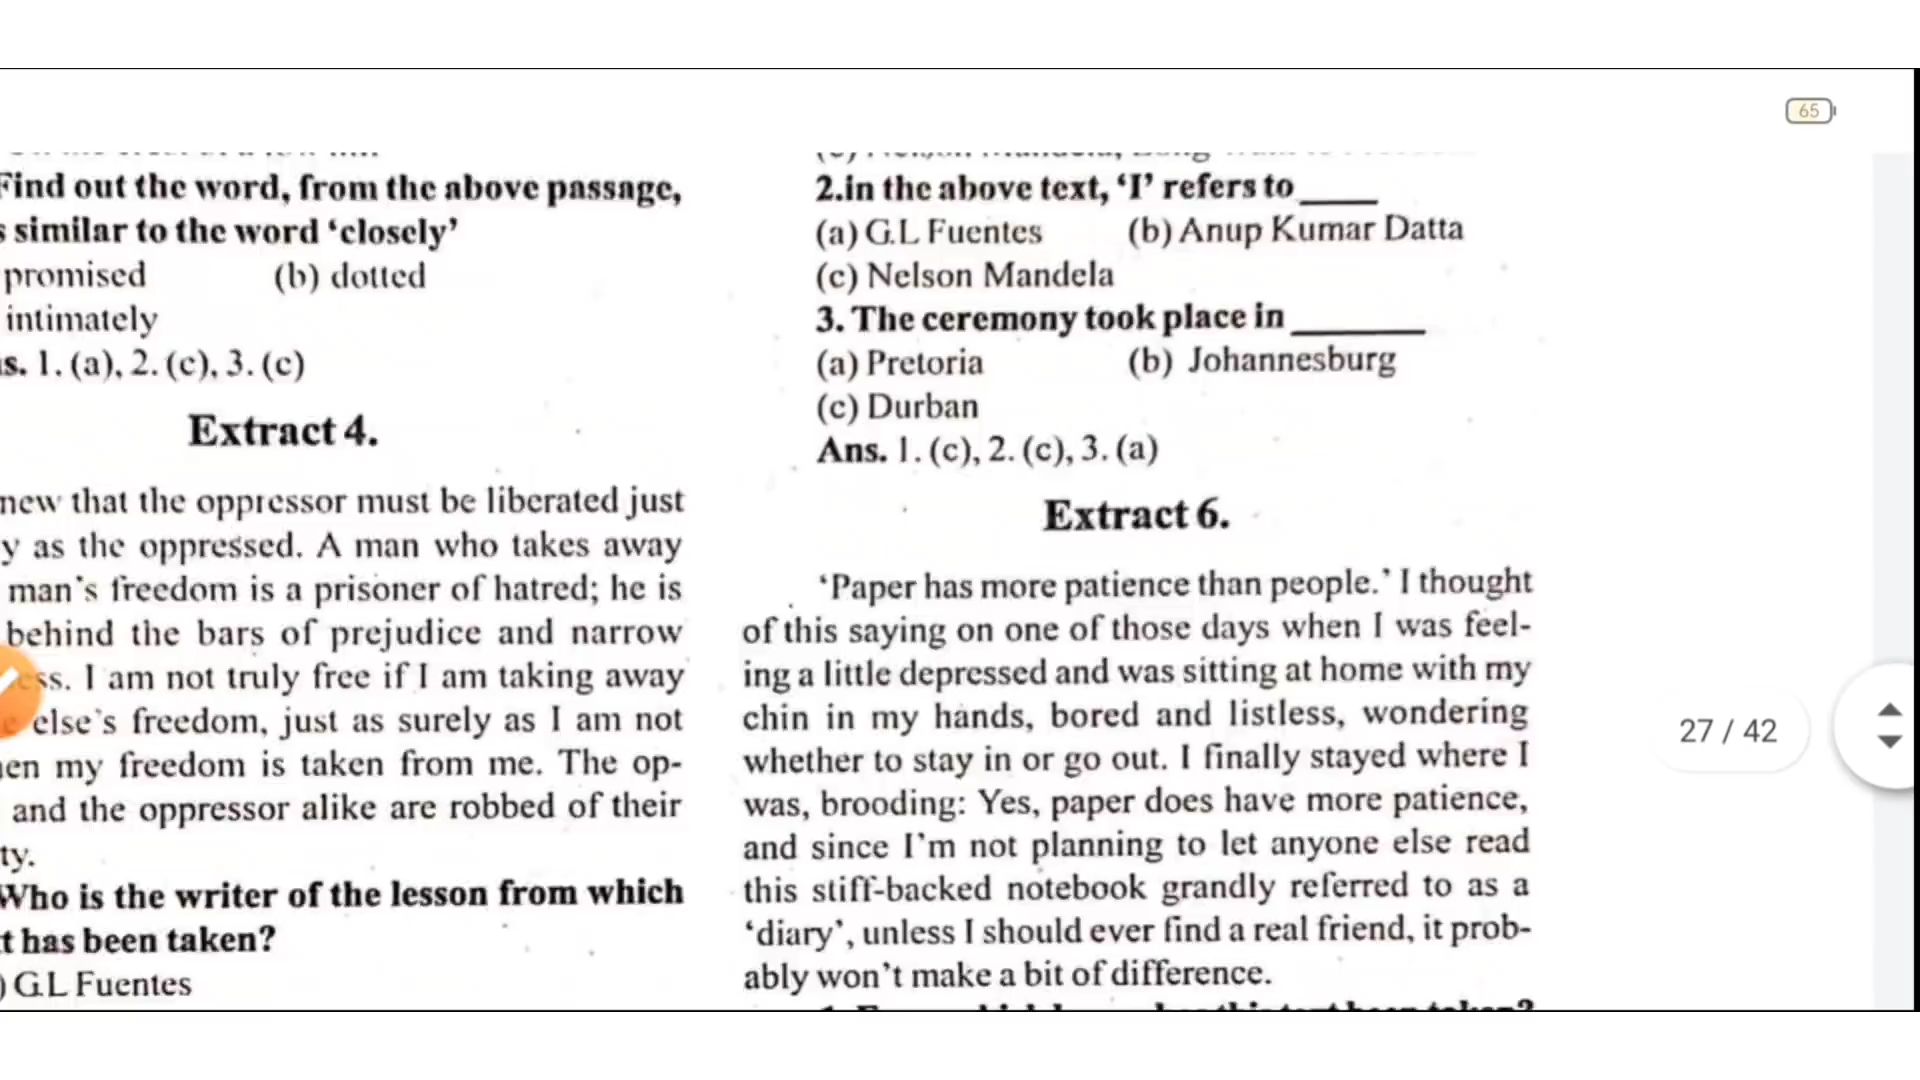 65
Find out the word, from the above passage,
similar to the word ‘closely’
promised (b) dotted
intimately
s. 1. (a), 2. (c), 3. (c)
Extract 4.
new that the oppressor must be liberated just
y as the oppressed. A man who takes away
man’s freedom is a prisoner of hatred; he is
behind the bars of prejudice and narrow
ss. I am not truly free if I am taking away
else’s freedom, just as surely as I am not
en my freedom is taken from me. The op-
and the oppressor alike are robbed of their
ty.
Who is the writer of the lesson from which
t has been taken?
) G.L Fuentes
2.in the above text, ‘I’ refers to ____
(a) G.L Fuentes (b) Anup Kumar Datta
(c) Nelson Mandela
3. The ceremony took place in _______
(a) Pretoria (b) Johannesburg
(c) Durban
Ans. 1. (c), 2. (c), 3. (a)
Extract 6.
‘Paper has more patience than people.’ I thought
of this saying on one of those days when I was feel-
ing a little depressed and was sitting at home with my
chin in my hands, bored and listless, wondering
whether to stay in or go out. I finally stayed where I
was, brooding: Yes, paper does have more patience,
and since I’m not planning to let anyone else read
this stiff-backed notebook grandly referred to as a
‘diary’, unless I should ever find a real friend, it prob-
ably won’t make a bit of difference.
27 / 42